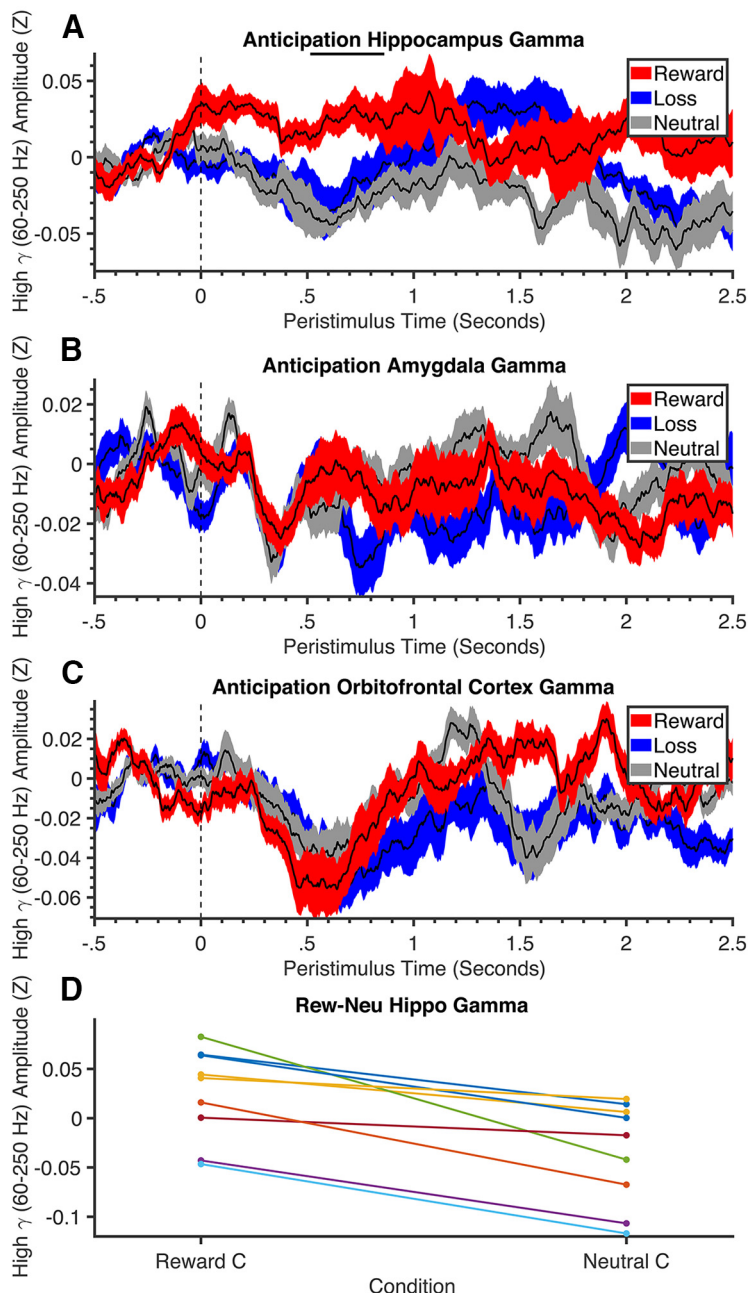 A
Anticipation Hippocampus Gamma
High γ (60-250 Hz) Amplitude (Z)
0.05
0
-0.05
Reward
Loss
Neutral
-.5 0 .5 1 1.5 2 2.5
Peristimulus Time (Seconds)
B
Anticipation Amygdala Gamma
High γ (60-250 Hz) Amplitude (Z)
0.02
0
-0.02
-0.04
Reward
Loss
Neutral
-.5 0 .5 1 1.5 2 2.5
Peristimulus Time (Seconds)
C
Anticipation Orbitofrontal Cortex Gamma
High γ (60-250 Hz) Amplitude (Z)
0.02
0
-0.02
-0.04
-0.06
Reward
Loss
Neutral
-.5 0 .5 1 1.5 2 2.5
Peristimulus Time (Seconds)
D
Rew-Neu Hippo Gamma
High γ (60-250 Hz) Amplitude (Z)
0.05
0
-0.05
-0.1
Reward C Neutral C
Condition